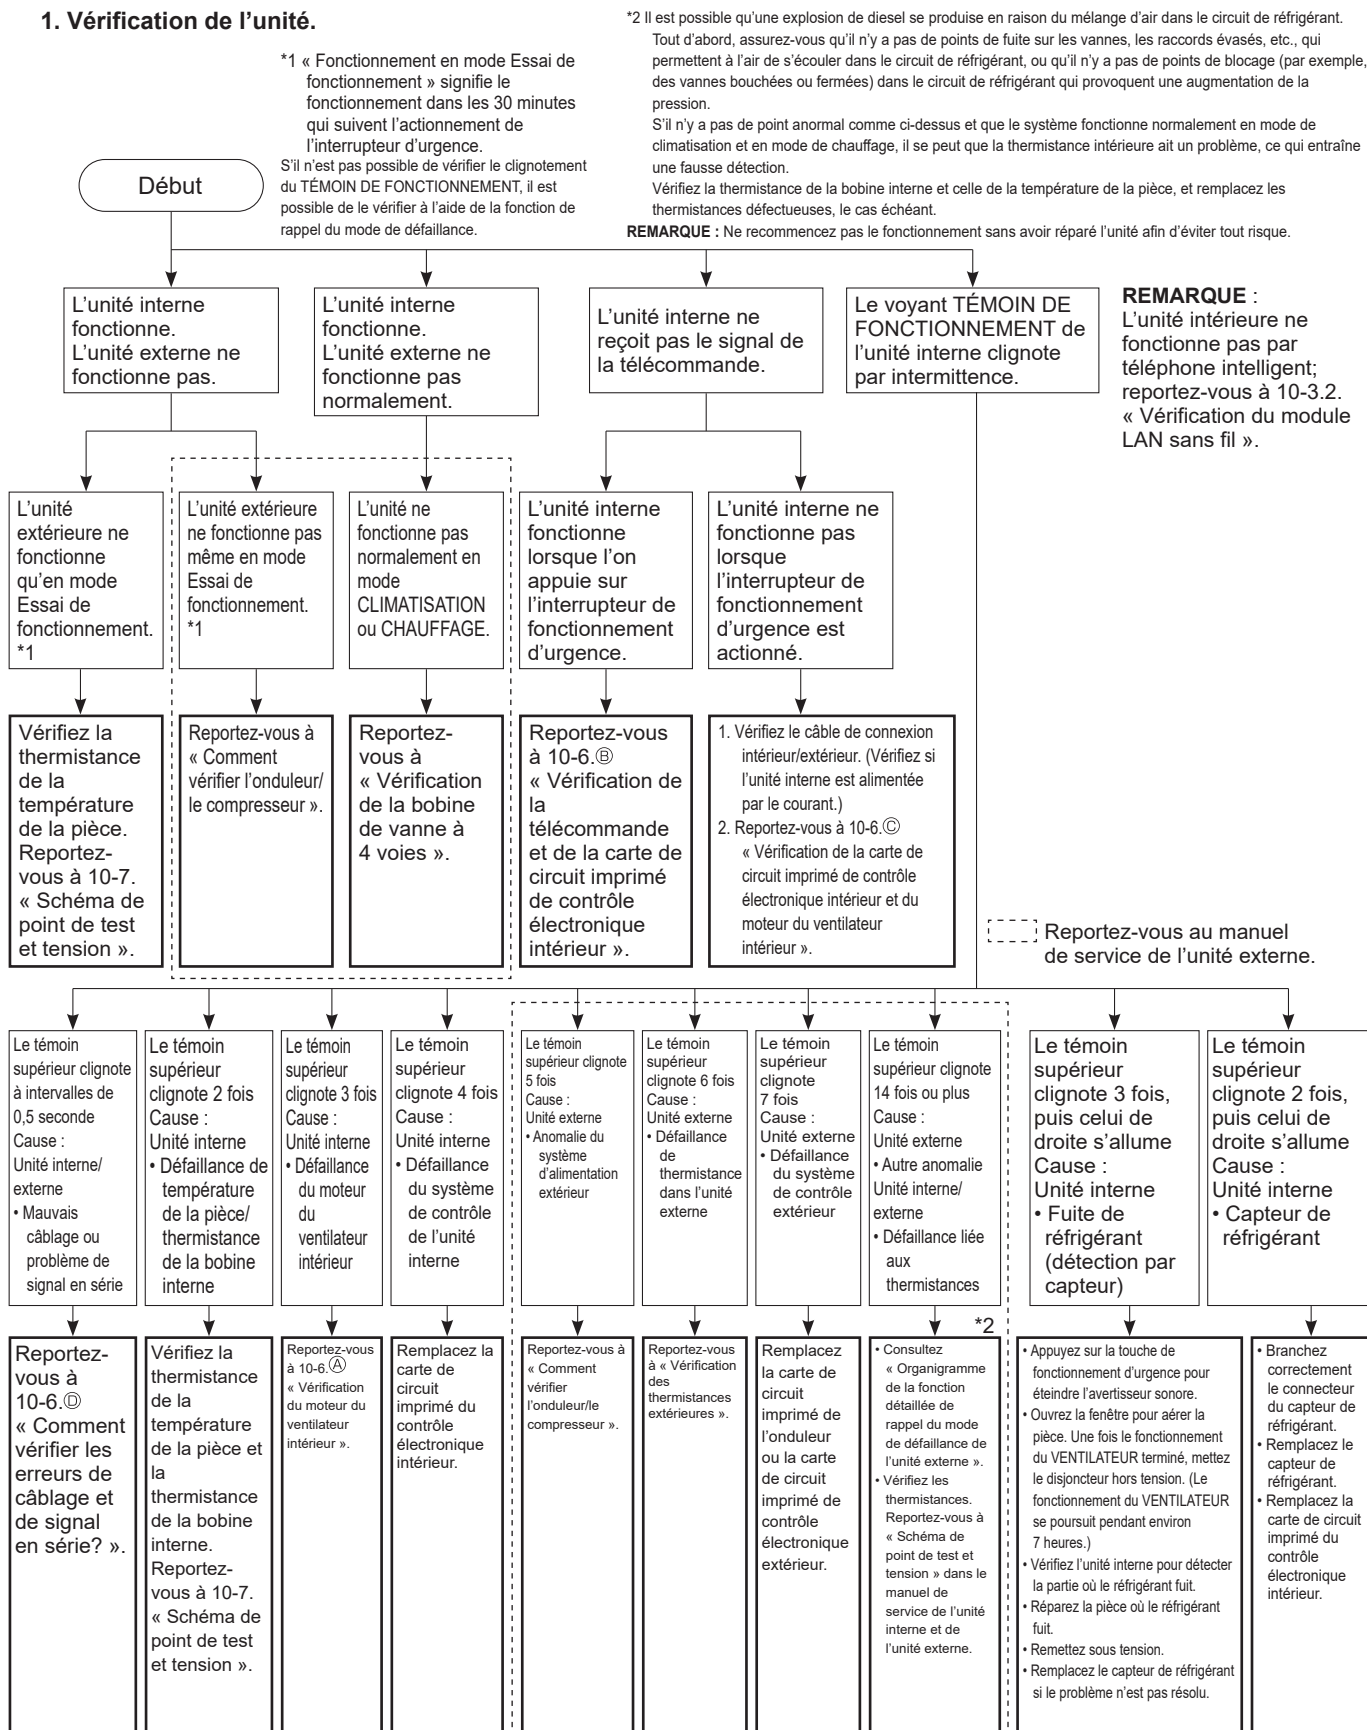 1. Vérification de l’unité.
*1 « Fonctionnement en mode Essai de
fonctionnement » signifie le
fonctionnement dans les 30 minutes
qui suivent l’actionnement de
l’interrupteur d’urgence.
S’il n’est pas possible de vérifier le clignotement
du TÉMOIN DE FONCTIONNEMENT, il est
possible de le vérifier à l’aide de la fonction de
rappel du mode de défaillance.
*2 Il est possible qu’une explosion de diesel se produise en raison du mélange d’air dans le circuit de réfrigérant.
Tout d’abord, assurez-vous qu’il n’y a pas de points de fuite sur les vannes, les raccords évasés, etc., qui
permettent à l’air de s’écouler dans le circuit de réfrigérant, ou qu’il n’y a pas de points de blocage (par exemple,
des vannes bouchées ou fermées) dans le circuit de réfrigérant qui provoquent une augmentation de la
pression.
S’il n’y a pas de point anormal comme ci-dessus et que le système fonctionne normalement en mode de
climatisation et en mode de chauffage, il se peut que la thermistance intérieure ait un problème, ce qui entraîne
une fausse détection.
Vérifiez la thermistance de la bobine interne et celle de la température de la pièce, et remplacez les
thermistances défectueuses, le cas échéant.
REMARQUE : Ne recommencez pas le fonctionnement sans avoir réparé l’unité afin d’éviter tout risque.
Début
L’unité interne
fonctionne.
L’unité externe ne
fonctionne pas.
L’unité interne
fonctionne.
L’unité externe ne
fonctionne pas
normalement.
L’unité interne ne
reçoit pas le signal de
la télécommande.
Le voyant TÉMOIN DE
FONCTIONNEMENT de
l’unité interne clignote
par intermittence.
REMARQUE :
L’unité intérieure ne
fonctionne pas par
téléphone intelligent;
reportez-vous à 10-3.2.
« Vérification du module
LAN sans fil ».
L’unité
extérieure ne
fonctionne
qu’en mode
Essai de
fonctionnement.
*1
L’unité extérieure
ne fonctionne pas
même en mode
Essai de
fonctionnement.
*1
L’unité ne
fonctionne pas
normalement en
mode
CLIMATISATION
ou CHAUFFAGE.
L’unité interne
fonctionne
lorsque l’on
appuie sur
l’interrupteur de
fonctionnement
d’urgence.
L’unité interne ne
fonctionne pas
lorsque
l’interrupteur de
fonctionnement
d’urgence est
actionné.
Vérifiez la
thermistance
de la
température
de la pièce.
Reportez-
vous à 10-7.
« Schéma de
point de test
et tension ».
Reportez-vous à
« Comment
vérifier l’onduleur/
le compresseur ».
Reportez-
vous à
« Vérification
de la bobine
de vanne à
4 voies ».
Reportez-vous
à 10-6.Ⓑ
« Vérification de
la
télécommande
et de la carte de
circuit imprimé
de contrôle
électronique
intérieur ».
1. Vérifiez le câble de connexion
intérieur/extérieur. (Vérifiez si
l’unité interne est alimentée
par le courant.)
2. Reportez-vous à 10-6.Ⓒ
« Vérification de la carte de
circuit imprimé de contrôle
électronique intérieur et du
moteur du ventilateur
intérieur ».
Reportez-vous au manuel
de service de l’unité externe.
Le témoin
supérieur clignote
à intervalles de
0,5 seconde
Cause :
Unité interne/
externe
• Mauvais
câblage ou
problème de
signal en série
Le témoin
supérieur
clignote 2 fois
Cause :
Unité interne
• Défaillance de
température
de la pièce/
thermistance
de la bobine
interne
Le témoin
supérieur
clignote 3 fois
Cause :
Unité interne
• Défaillance
du moteur
du
ventilateur
intérieur
Le témoin
supérieur
clignote 4 fois
Cause :
Unité interne
• Défaillance
du système
de contrôle
de l’unité
interne
Le témoin
supérieur clignote
5 fois
Cause :
Unité externe
• Anomalie du
système
d’alimentation
extérieur
Le témoin
supérieur
clignote 6 fois
Cause :
Unité externe
• Défaillance
de
thermistance
dans l’unité
externe
Le témoin
supérieur
clignote
7 fois
Cause :
Unité externe
• Défaillance
du système
de contrôle
extérieur
Le témoin
supérieur clignote
14 fois ou plus
Cause :
Unité externe
• Autre anomalie
Unité interne/
externe
• Défaillance liée
aux
thermistances
Le témoin
supérieur
clignote 3 fois,
puis celui de
droite s’allume
Cause :
Unité interne
• Fuite de
réfrigérant
(détection par
capteur)
Le témoin
supérieur
clignote 2 fois,
puis celui de
droite s’allume
Cause :
Unité interne
• Capteur de
réfrigérant
*2
Reportez-
vous à
10-6.Ⓓ
« Comment
vérifier les
erreurs de
câblage et
de signal
en série? ».
Vérifiez la
thermistance
de la
température
de la pièce et
la
thermistance
de la bobine
interne.
Reportez-
vous à 10-7.
« Schéma de
point de test
et tension ».
Reportez-vous
à 10-6.Ⓐ
« Vérification
du moteur du
ventilateur
intérieur ».
Remplacez la
carte de
circuit
imprimé du
contrôle
électronique
intérieur.
Reportez-vous à
« Comment
vérifier
l’onduleur/le
compresseur ».
Reportez-vous
à « Vérification
des
thermistances
extérieures ».
Remplacez
la carte de
circuit
imprimé de
l’onduleur
ou la carte
de circuit
imprimé de
contrôle
électronique
extérieur.
• Consultez
« Organigramme
de la fonction
détaillée de
rappel du mode
de défaillance de
l’unité externe ».
• Vérifiez les
thermistances.
Reportez-vous à
« Schéma de
point de test et
tension » dans le
manuel de
service de l’unité
interne et de
l’unité externe.
• Appuyez sur la touche de
fonctionnement d’urgence pour
éteindre l’avertisseur sonore.
• Ouvrez la fenêtre pour aérer la
pièce. Une fois le fonctionnement
du VENTILATEUR terminé, mettez
le disjoncteur hors tension. (Le
fonctionnement du VENTILATEUR
se poursuit pendant environ
7 heures.)
• Vérifiez l’unité interne pour détecter
la partie où le réfrigérant fuit.
• Réparez la pièce où le réfrigérant
fuit.
• Remettez sous tension.
• Remplacez le capteur de réfrigérant
si le problème n’est pas résolu.
• Branchez
correctement
le connecteur
du capteur de
réfrigérant.
• Remplacez le
capteur de
réfrigérant.
• Remplacez la
carte de circuit
imprimé du
contrôle
électronique
intérieur.